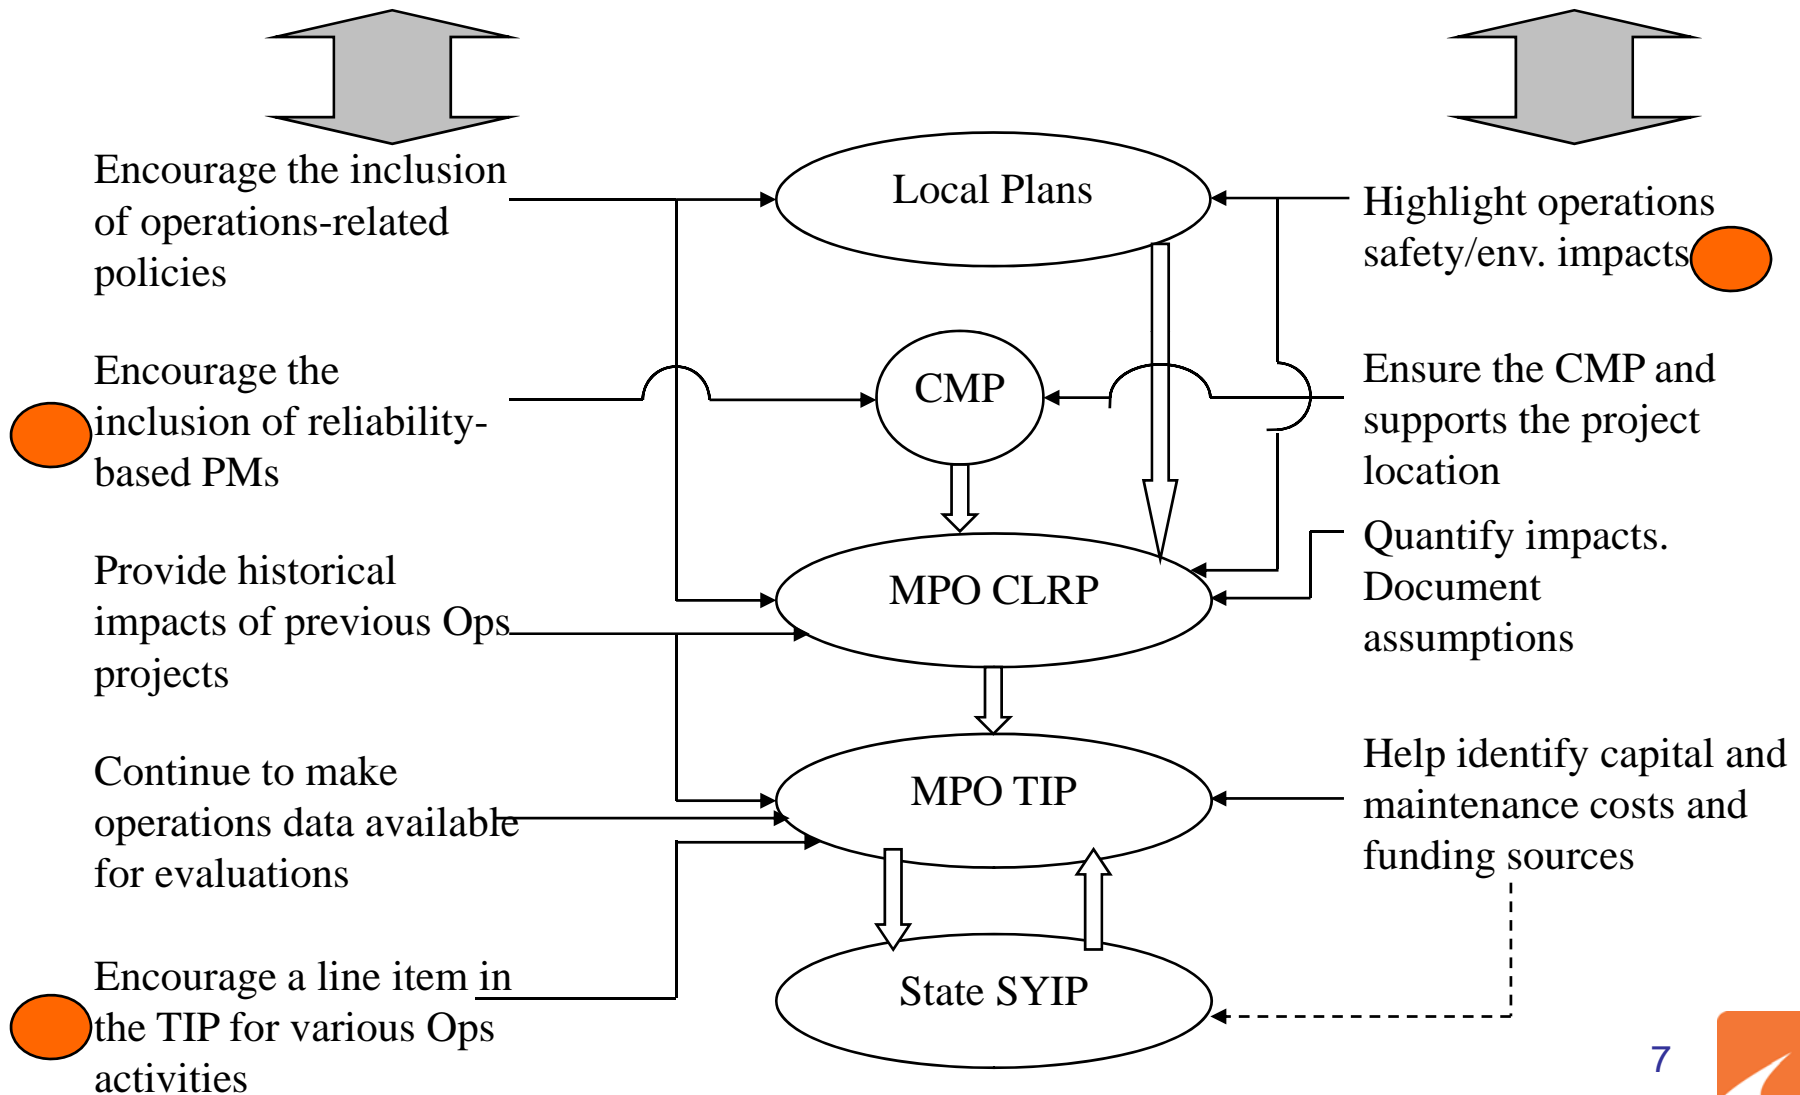 Encourage the inclusion
of operations-related
policies
Encourage the
inclusion of reliability-
based PMs
Provide historical
impacts of previous Ops
projects
Continue to make
operations data available
for evaluations
Encourage a line item in
the TIP for various Ops
activities
Local Plans
CMP
MPO CLRP
MPO TIP
State SYIP
Highlight operations
safety/env. impacts
Ensure the CMP and
supports the project
location
Quantify impacts.
Document
assumptions
Help identify capital and
maintenance costs and
funding sources
7